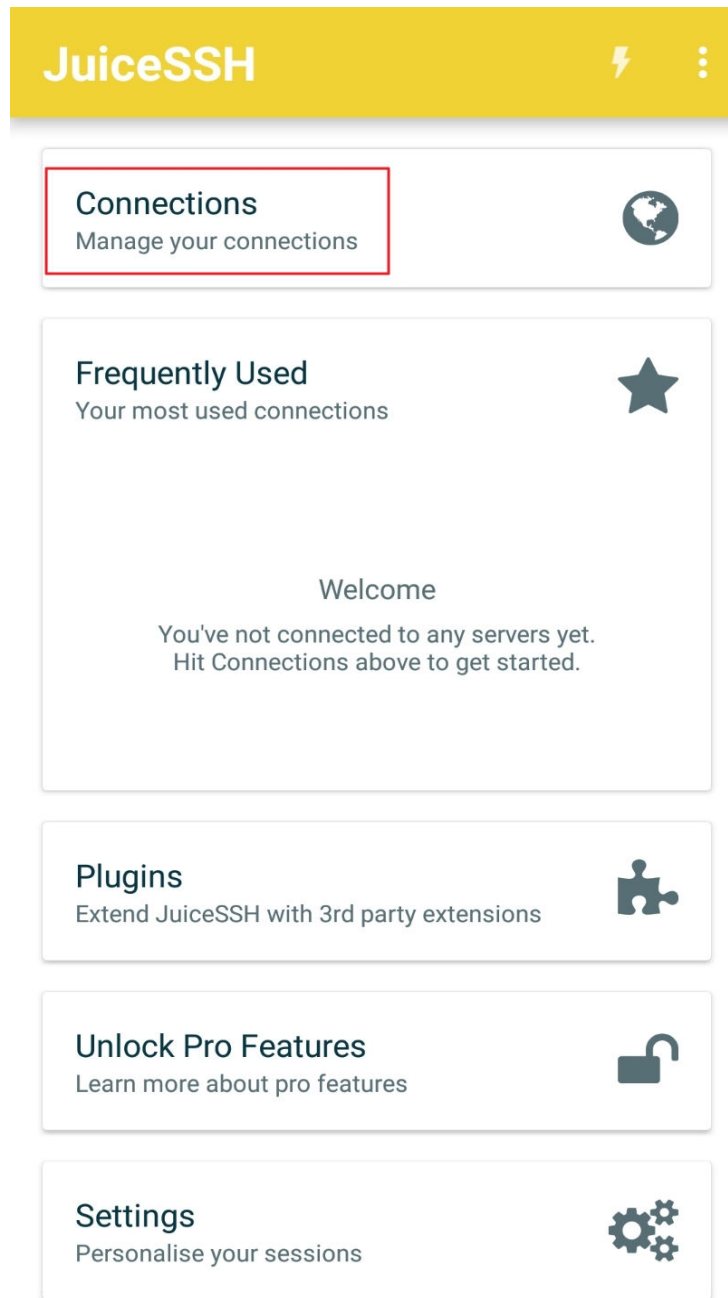 JuiceSSH
Connections
Manage your connections
Frequently Used
Your most used connections
Welcome
You've not connected to any servers yet.
Hit Connections above to get started.
Plugins
Extend JuiceSSH with 3rd party extensions
Unlock Pro Features
Learn more about pro features
Settings
Personalise your sessions